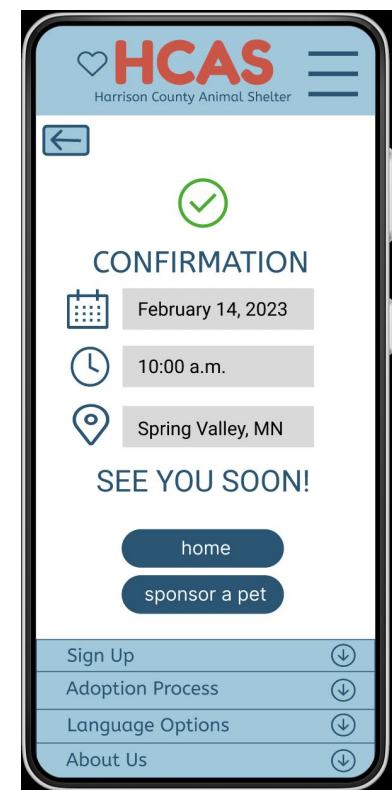 HCAS
Harrison County Animal Shelter
CONFIRMATION
February 14, 2023
10:00 a.m.
Spring Valley, MN
SEE YOU SOON!
home
sponsor a pet
Sign Up
Adoption Process
Language Options
About Us